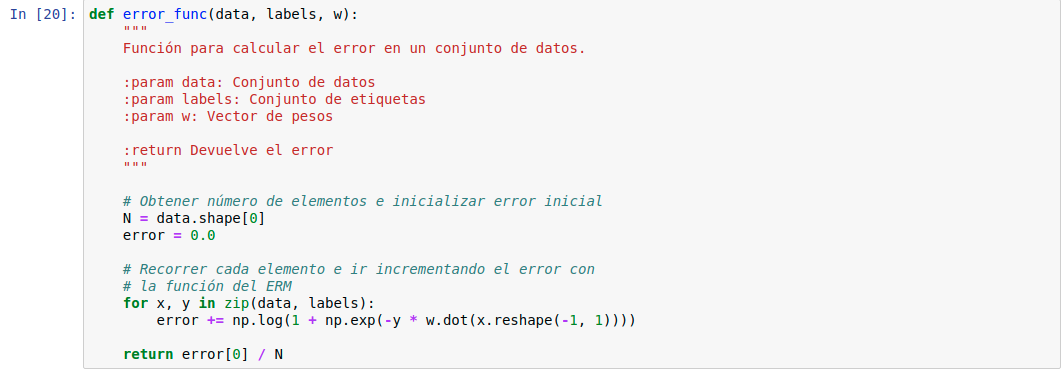 In [20]: def error_func(data, labels, w):
"""
Función para calcular el error en un conjunto de datos.
:param data: Conjunto de datos
:param labels: Conjunto de etiquetas
:param w: Vector de pesos
:return Devuelve el error
"""
# Obtener número de elementos e inicializar error inicial
N = data.shape[0]
error = 0.0
# Recorrer cada elemento e ir incrementando el error con
# la función del ERM
for x, y in zip(data, labels):
error += np.log(1 + np.exp(-y * w.dot(x.reshape(-1, 1))))
return error[0] / N